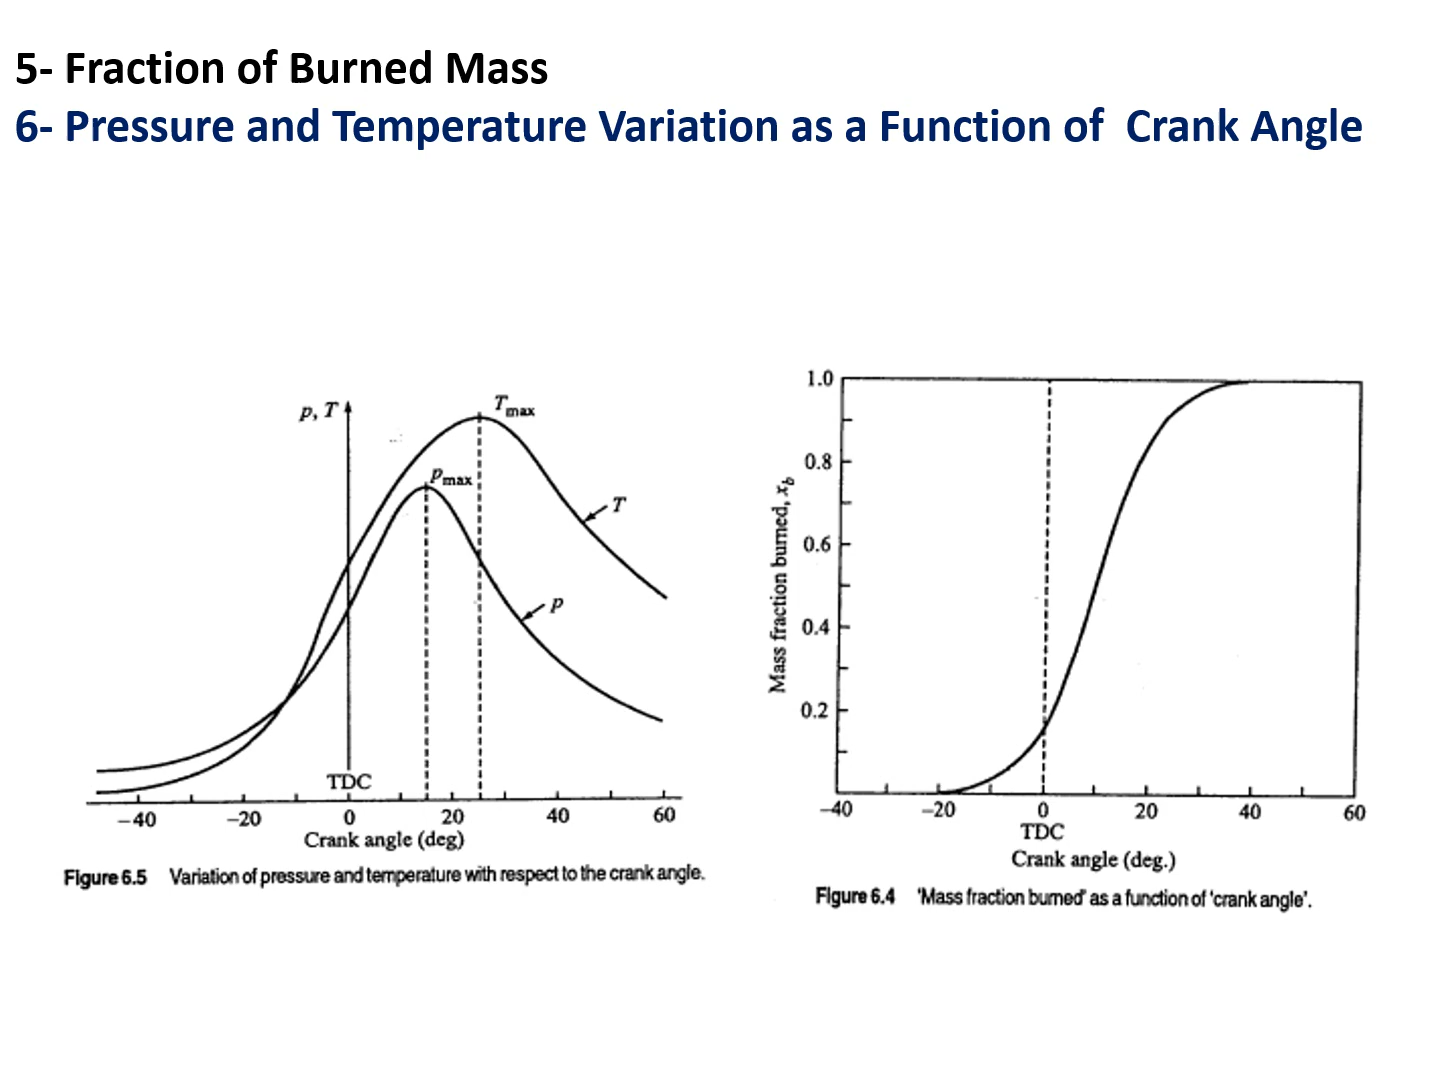 5- Fraction of Burned Mass
6- Pressure and Temperature Variation as a Function of Crank Angle
p, T
Tmax
Pmax
T
P
TDC
−40 −20 0 20 40 60
Crank angle (deg)
Figure 6.5 Variation of pressure and temperature with respect to the crank angle.
1.0
0.8
0.6
0.4
0.2
Mass fraction burned, xb
−40 −20 0 20 40 60
TDC
Crank angle (deg.)
Figure 6.4 'Mass fraction burned' as a function of 'crank angle'.